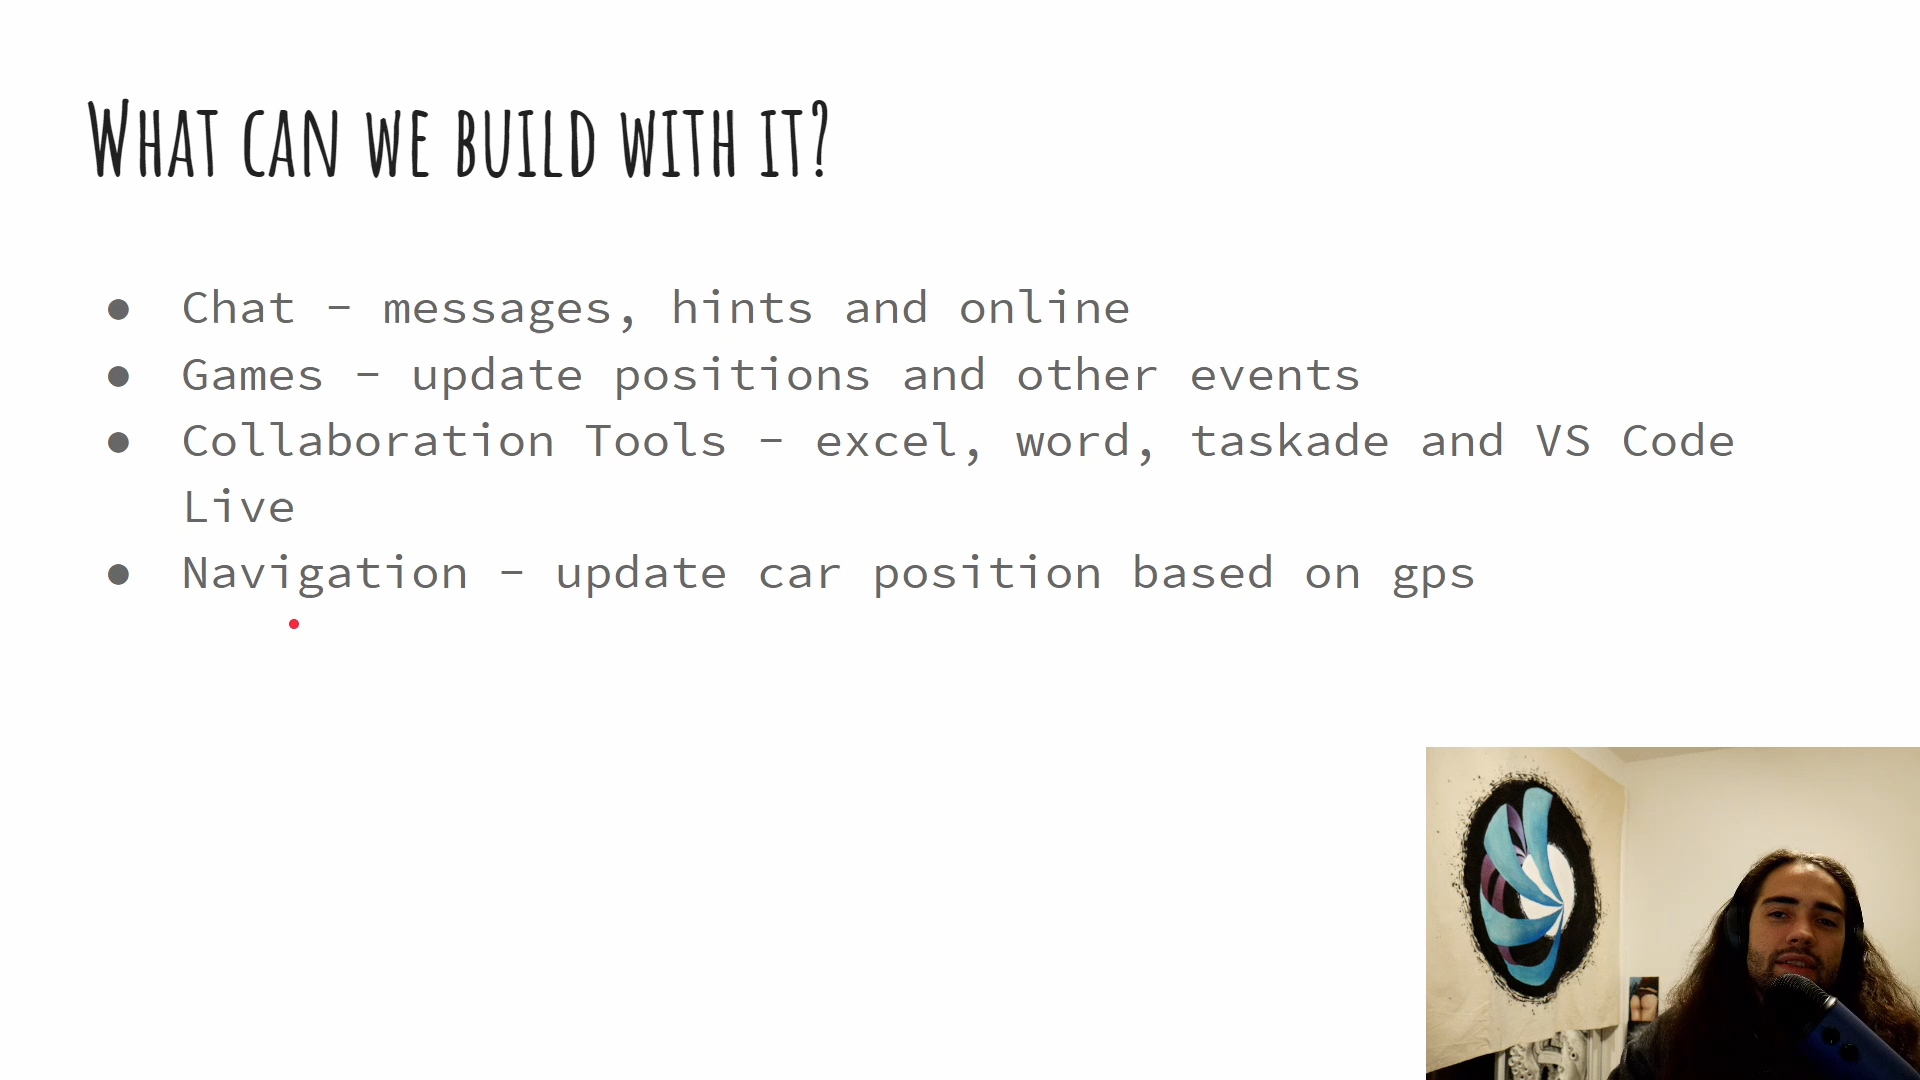 What can we build with it?
● Chat - messages, hints and online
● Games - update positions and other events
● Collaboration Tools - excel, word, taskade and VS Code
Live
● Navigation - update car position based on gps